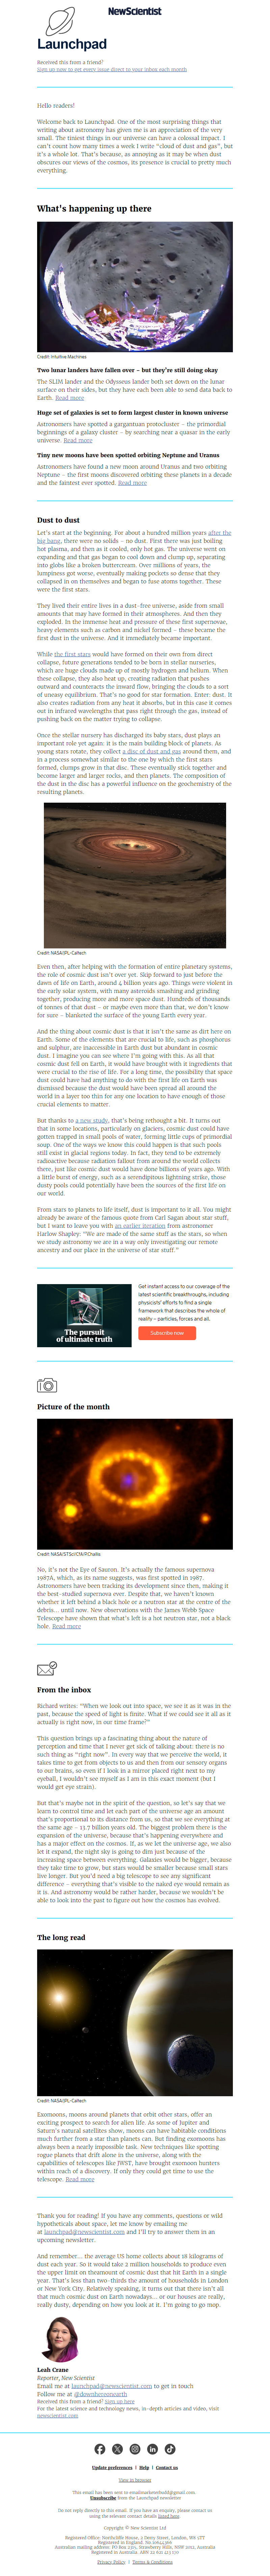 NewScientist
Launchpad
Received this from a friend?
Sign up now to get every issue direct to your inbox each month
Hello readers!
Welcome back to Launchpad. One of the most surprising things that
writing about astronomy has given me is an appreciation of the very
small. The tiniest things in our universe can have a colossal impact. I
can't count how many times a week I write "cloud of dust and gas", but
it's a whole lot. That's because, as annoying as it may be when dust
obscures our views of the cosmos, its presence is crucial to pretty much
everything.
What's happening up there
Credit: Intuitive Machines
Two lunar landers have fallen over – but they're still doing okay
The SLIM lander and the Odysseus lander both set down on the lunar
surface on their sides, but they have each been able to send data back to
Earth. Read more
Huge set of galaxies is set to form largest cluster in known universe
Astronomers have spotted a gargantuan protocluster – the primordial
beginnings of a galaxy cluster – by searching near a quasar in the early
universe. Read more
Tiny new moons have been spotted orbiting Neptune and Uranus
Astronomers have found a new moon around Uranus and two orbiting
Neptune – the first moons discovered orbiting these planets in a decade
and the faintest ever spotted. Read more
Dust to dust
Let's start at the beginning. For about a hundred million years after the
big bang, there were no solids – no dust. First there was just boiling
hot plasma, and then as it cooled, only hot gas. The universe went on
expanding and that gas began to cool down and clump up, separating
into globs like a broken buttercream. Over millions of years, the
lumpiness got worse, eventually making pockets so dense that they
collapsed in on themselves and began to fuse atoms together. These
were the first stars.
They lived their entire lives in a dust-free universe, aside from small
amounts that may have formed in their atmospheres. And then they
exploded. In the immense heat and pressure of these first supernovae,
heavy elements such as carbon and nickel formed – these became the
first dust in the universe. And it immediately became important.
While the first stars would have formed on their own from direct
collapse, future generations tended to be born in stellar nurseries,
which are huge clouds made up of mostly hydrogen and helium. When
these collapse, they also heat up, creating radiation that pushes
outward and counteracts the inward flow, bringing the clouds to a sort
of uneasy equilibrium. That's no good for star formation. Enter: dust. It
also creates radiation from any heat it absorbs, but in this case it comes
out in infrared wavelengths that pass right through the gas, instead of
pushing back on the matter trying to collapse.
Once the stellar nursery has discharged its baby stars, dust plays an
important role yet again: it is the main building block of planets. As
young stars rotate, they collect a disc of dust and gas around them, and
in a process somewhat similar to the one by which the first stars
formed, clumps grow in that disc. These eventually stick together and
become larger and larger rocks, and then planets. The composition of
the dust in the disc has a powerful influence on the geochemistry of the
resulting planets.
Credit: NASA/JPL-Caltech
Even then, after helping with the formation of entire planetary systems,
the role of cosmic dust isn't over yet. Skip forward to just before the
dawn of life on Earth, around 4 billion years ago. Things were violent in
the early solar system, with many asteroids smashing and grinding
together, producing more and more space dust. Hundreds of thousands
of tonnes of that dust – or maybe even more than that, we don't know
for sure – blanketed the surface of the young Earth every year.
And the thing about cosmic dust is that it isn't the same as dirt here on
Earth. Some of the elements that are crucial to life, such as phosphorus
and sulphur, are inaccessible in Earth dust but abundant in cosmic
dust. I imagine you can see where I'm going with this. As all that
cosmic dust fell on Earth, it would have brought with it ingredients that
were crucial to the rise of life. For a long time, the possibility that space
dust could have had anything to do with the first life on Earth was
dismissed because the dust would have been spread all around the
world in a layer too thin for any one location to have enough of those
crucial elements to matter.
But thanks to a new study, that's being rethought a bit. It turns out
that in some locations, particularly on glaciers, cosmic dust could have
gotten trapped in small pools of water, forming little cups of primordial
soup. One of the ways we know this could happen is that such pools
still exist in glacial regions today. In fact, they tend to be extremely
radioactive because radiation fallout from around the world collects
there, just like cosmic dust would have done billions of years ago. With
a little burst of energy, such as a serendipitous lightning strike, those
dusty pools could potentially have been the sources of the first life on
our world.
From stars to planets to life itself, dust is important to it all. You might
already be aware of the famous quote from Carl Sagan about star stuff,
but I want to leave you with an earlier iteration from astronomer
Harlow Shapley: "We are made of the same stuff as the stars, so when
we study astronomy we are in a way only investigating our remote
ancestry and our place in the universe of star stuff."
The pursuit
of ultimate truth
Get instant access to our coverage of the
latest scientific breakthroughs, including
physicists' efforts to find a single
framework that describes the whole of
reality – particles, forces and all.
Subscribe now
Picture of the month
Credit: NASA/STScI/CfA/P.Challis
No, it's not the Eye of Sauron. It's actually the famous supernova
1987A, which, as its name suggests, was first spotted in 1987.
Astronomers have been tracking its development since then, making it
the best-studied supernova ever. Despite that, we haven't known
whether it left behind a black hole or a neutron star at the centre of the
debris... until now. New observations with the James Webb Space
Telescope have shown that what's left is a hot neutron star, not a black
hole. Read more
From the inbox
Richard writes: "When we look out into space, we see it as it was in the
past, because the speed of light is finite. What if we could see it all as it
actually is right now, in our time frame?"
This question brings up a fascinating thing about the nature of
perception and time that I never get sick of talking about: there is no
such thing as "right now". In every way that we perceive the world, it
takes time to get from objects to us and then from our sensory organs
to our brains, so even if I look in a mirror placed right next to my
eyeball, I wouldn't see myself as I am in this exact moment (but I
would get eye strain).
But that's maybe not in the spirit of the question, so let's say that we
learn to control time and let each part of the universe age an amount
that's proportional to its distance from us, so that we see everything at
the same age – 13.7 billion years old. The biggest problem there is the
expansion of the universe, because that's happening everywhere and
has a major effect on the cosmos. If, as we let the universe age, we also
let it expand, the night sky is going to dim just because of the
increasing space between everything. Galaxies would be bigger, because
they take time to grow, but stars would be smaller because small stars
live longer. But you'd need a big telescope to see any significant
difference – everything that's visible to the naked eye would remain as
it is. And astronomy would be rather harder, because we wouldn't be
able to look into the past to figure out how the cosmos has evolved.
The long read
Credit: NASA/JPL-Caltech
Exomoons, moons around planets that orbit other stars, offer an
exciting prospect to search for alien life. As some of Jupiter and
Saturn's natural satellites show, moons can have habitable conditions
much further from a star than planets can. But finding exomoons has
always been a nearly impossible task. New techniques like spotting
rogue planets that drift alone in the universe, along with the
capabilities of telescopes like JWST, have brought exomoon hunters
within reach of a discovery. If only they could get time to use the
telescope. Read more
Thank you for reading! If you have any comments, questions or wild
hypotheticals about space, let me know by emailing me
at launchpad@newscientist.com and I'll try to answer them in an
upcoming newsletter.
And remember... the average US home collects about 18 kilograms of
dust each year. So it would take 2 million households to produce even
the upper limit on theamount of cosmic dust that hit Earth in a single
year. That's less than two-thirds the amount of households in London
or New York City. Relatively speaking, it turns out that there isn't all
that much cosmic dust on Earth nowadays... or our houses are really,
really dusty, depending on how you look at it. I'm going to go mop.
Leah Crane
Reporter, New Scientist
Email me at launchpad@newscientist.com to get in touch
Follow me at @downhereonearth
Received this from a friend? Sign up here
For the latest science and technology news, in-depth articles and video, visit
newscientist.com
Update preferences | Help | Contact us
View in browser
Unsubscribe from the Launchpad newsletter
Do not reply directly to this email. If you have an enquiry, please contact us
using the relevant contact details listed here.
Copyright © New Scientist Ltd
Registered Office: Northcliffe House, 2 Derry Street, London, W8 5TT
Privacy Policy | Terms & Conditions